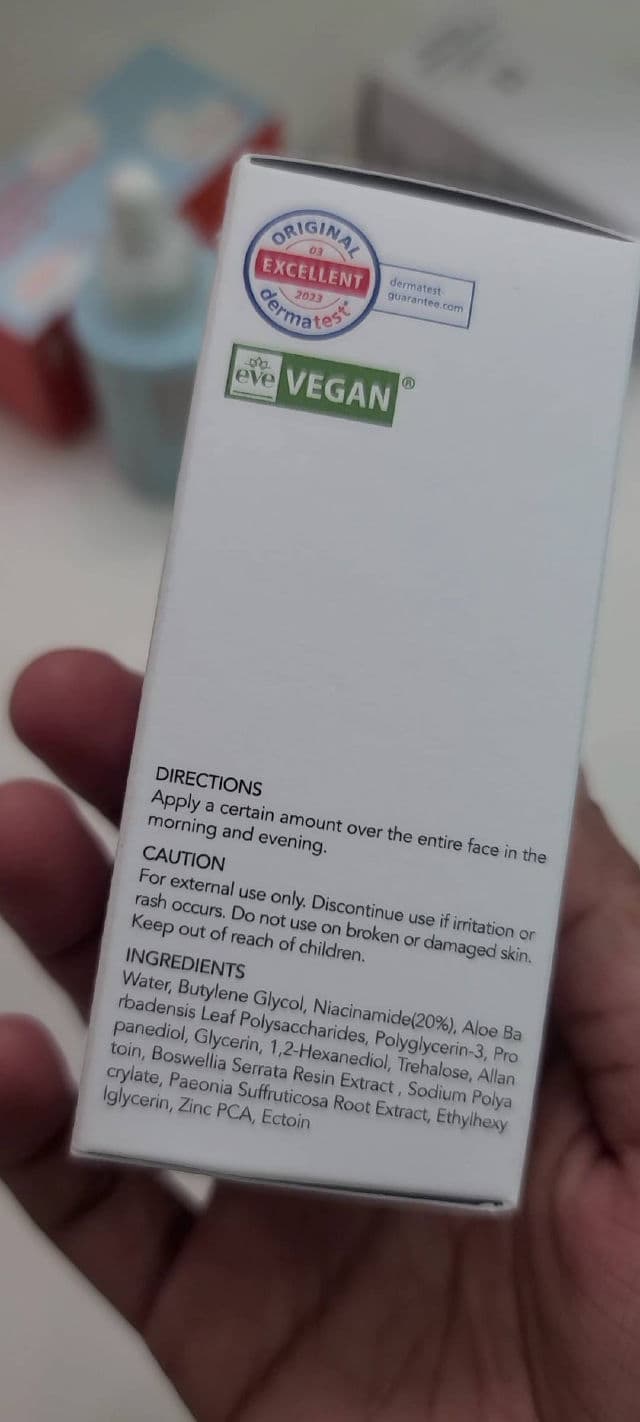 ORIGINAL
03
EXCELLENT
2023
dermatest®
dermatest-
guarantee.com
eve VEGAN®
DIRECTIONS
Apply a certain amount over the entire face in the
morning and evening.
CAUTION
For external use only. Discontinue use if irritation or
rash occurs. Do not use on broken or damaged skin.
Keep out of reach of children.
INGREDIENTS
Water, Butylene Glycol, Niacinamide(20%), Aloe Ba
rbadensis Leaf Polysaccharides, Polyglycerin-3, Pro
panediol, Glycerin, 1,2-Hexanediol, Trehalose, Allan
toin, Boswellia Serrata Resin Extract , Sodium Polya
crylate, Paeonia Suffruticosa Root Extract, Ethylhexy
lglycerin, Zinc PCA, Ectoin